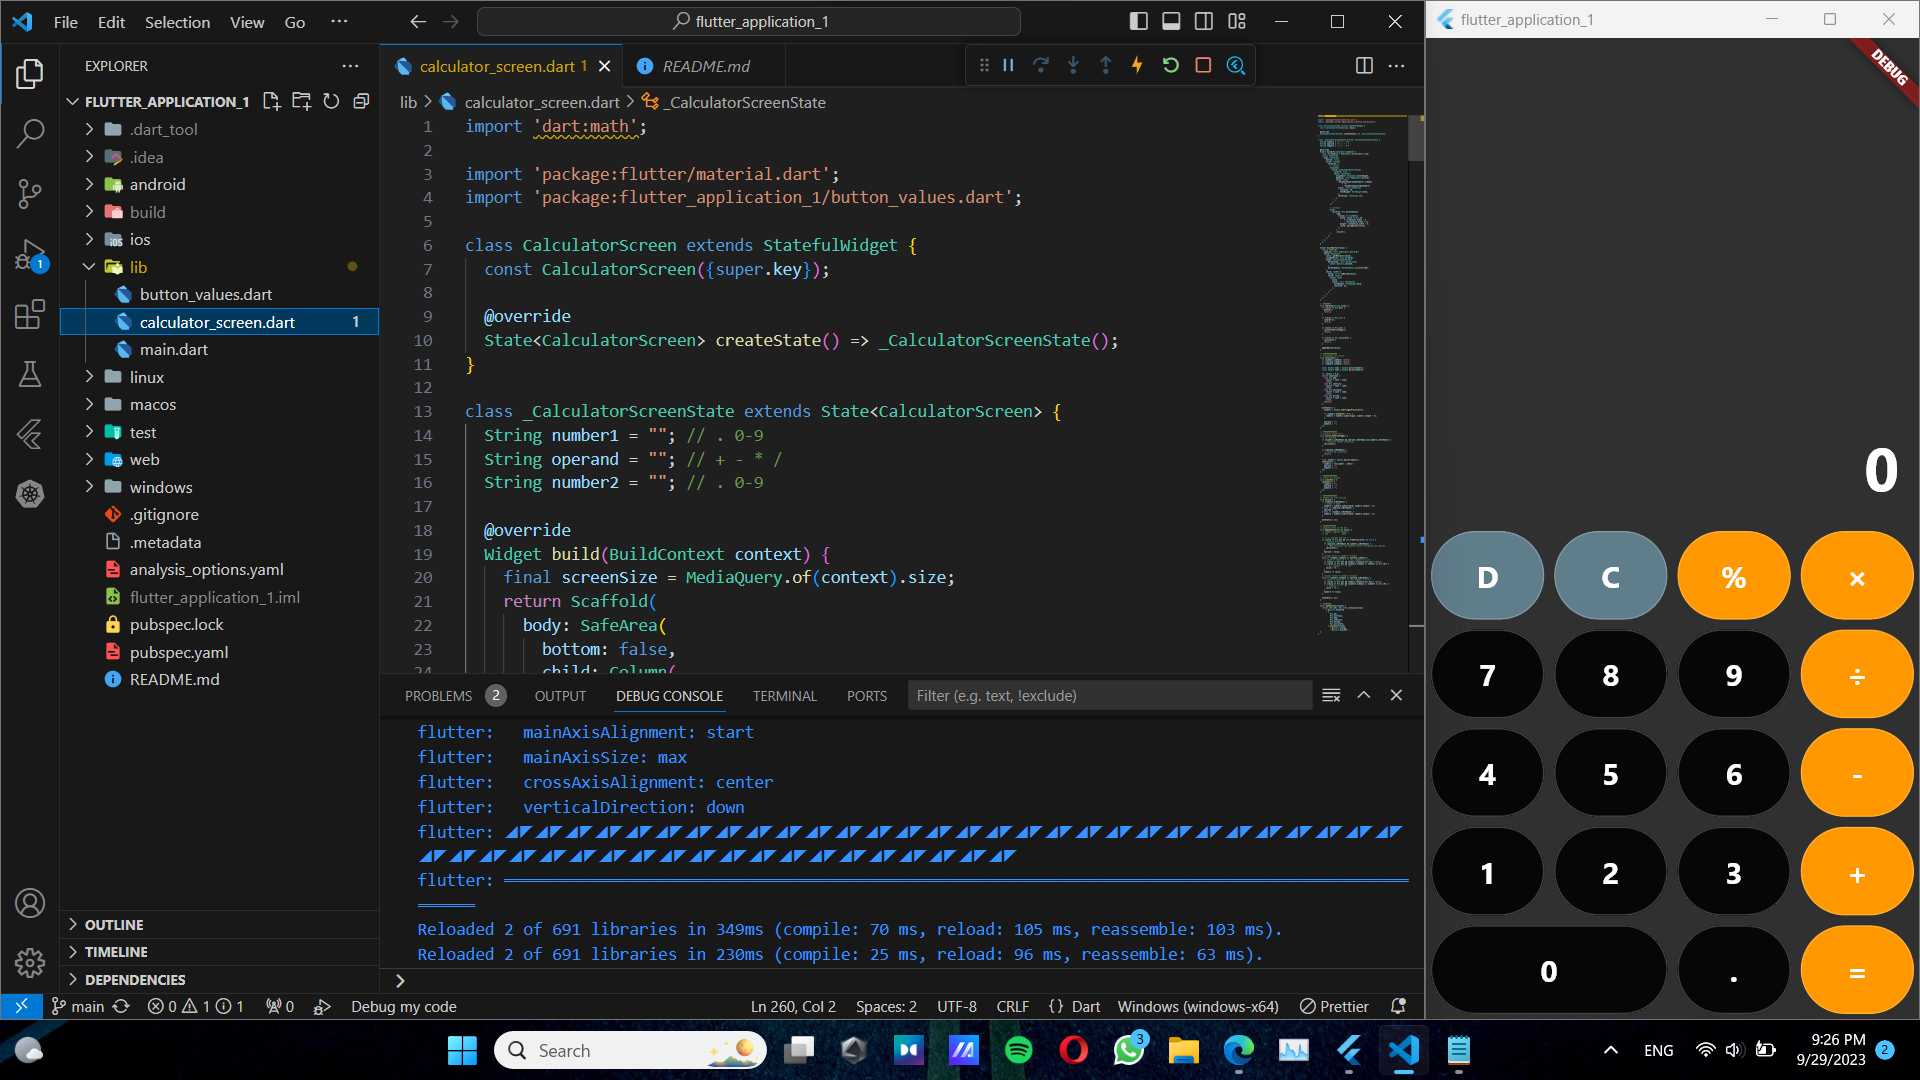 File Edit Selection View Go ···
flutter_application_1
EXPLORER
FLUTTER_APPLICATION_1
.dart_tool
.idea
android
build
ios
lib
button_values.dart
calculator_screen.dart 1
main.dart
linux
macos
test
web
windows
.gitignore
.metadata
analysis_options.yaml
flutter_application_1.iml
pubspec.lock
pubspec.yaml
README.md
OUTLINE
TIMELINE
DEPENDENCIES
calculator_screen.dart 1
README.md
lib > calculator_screen.dart > _CalculatorScreenState
1 import 'dart:math';
2
3 import 'package:flutter/material.dart';
4 import 'package:flutter_application_1/button_values.dart';
5
6 class CalculatorScreen extends StatefulWidget {
7 const CalculatorScreen({super.key});
8
9 @override
10 State<CalculatorScreen> createState() => _CalculatorScreenState();
11 }
12
13 class _CalculatorScreenState extends State<CalculatorScreen> {
14 String number1 = ""; // . 0-9
15 String operand = ""; // + - * /
16 String number2 = ""; // . 0-9
17
18 @override
19 Widget build(BuildContext context) {
20 final screenSize = MediaQuery.of(context).size;
21 return Scaffold(
22 body: SafeArea(
23 bottom: false,
24 child: Column(
PROBLEMS 2 OUTPUT DEBUG CONSOLE TERMINAL PORTS Filter (e.g. text, !exclude)
flutter: mainAxisAlignment: start
flutter: mainAxisSize: max
flutter: crossAxisAlignment: center
flutter: verticalDirection: down
flutter: ◢◤◢◤◢◤◢◤◢◤◢◤◢◤◢◤◢◤◢◤◢◤◢◤◢◤◢◤◢◤◢◤◢◤◢◤◢◤◢◤◢◤◢◤◢◤◢◤◢◤◢◤◢◤◢◤◢◤◢◤
◢◤◢◤◢◤◢◤◢◤◢◤◢◤◢◤◢◤◢◤◢◤◢◤◢◤◢◤◢◤◢◤◢◤◢◤◢◤◢◤
flutter: ════════════════════════════════════════════════
══════
Reloaded 2 of 691 libraries in 349ms (compile: 70 ms, reload: 105 ms, reassemble: 103 ms).
Reloaded 2 of 691 libraries in 230ms (compile: 25 ms, reload: 96 ms, reassemble: 63 ms).
>
main 0 1 1 0 Debug my code Ln 260, Col 2 Spaces: 2 UTF-8 CRLF {} Dart Windows (windows-x64) Prettier
flutter_application_1
DEBUG
0
D C % ×
7 8 9 ÷
4 5 6 -
1 2 3 +
0 . =
Search
3
ENG
9:26 PM
9/29/2023
2